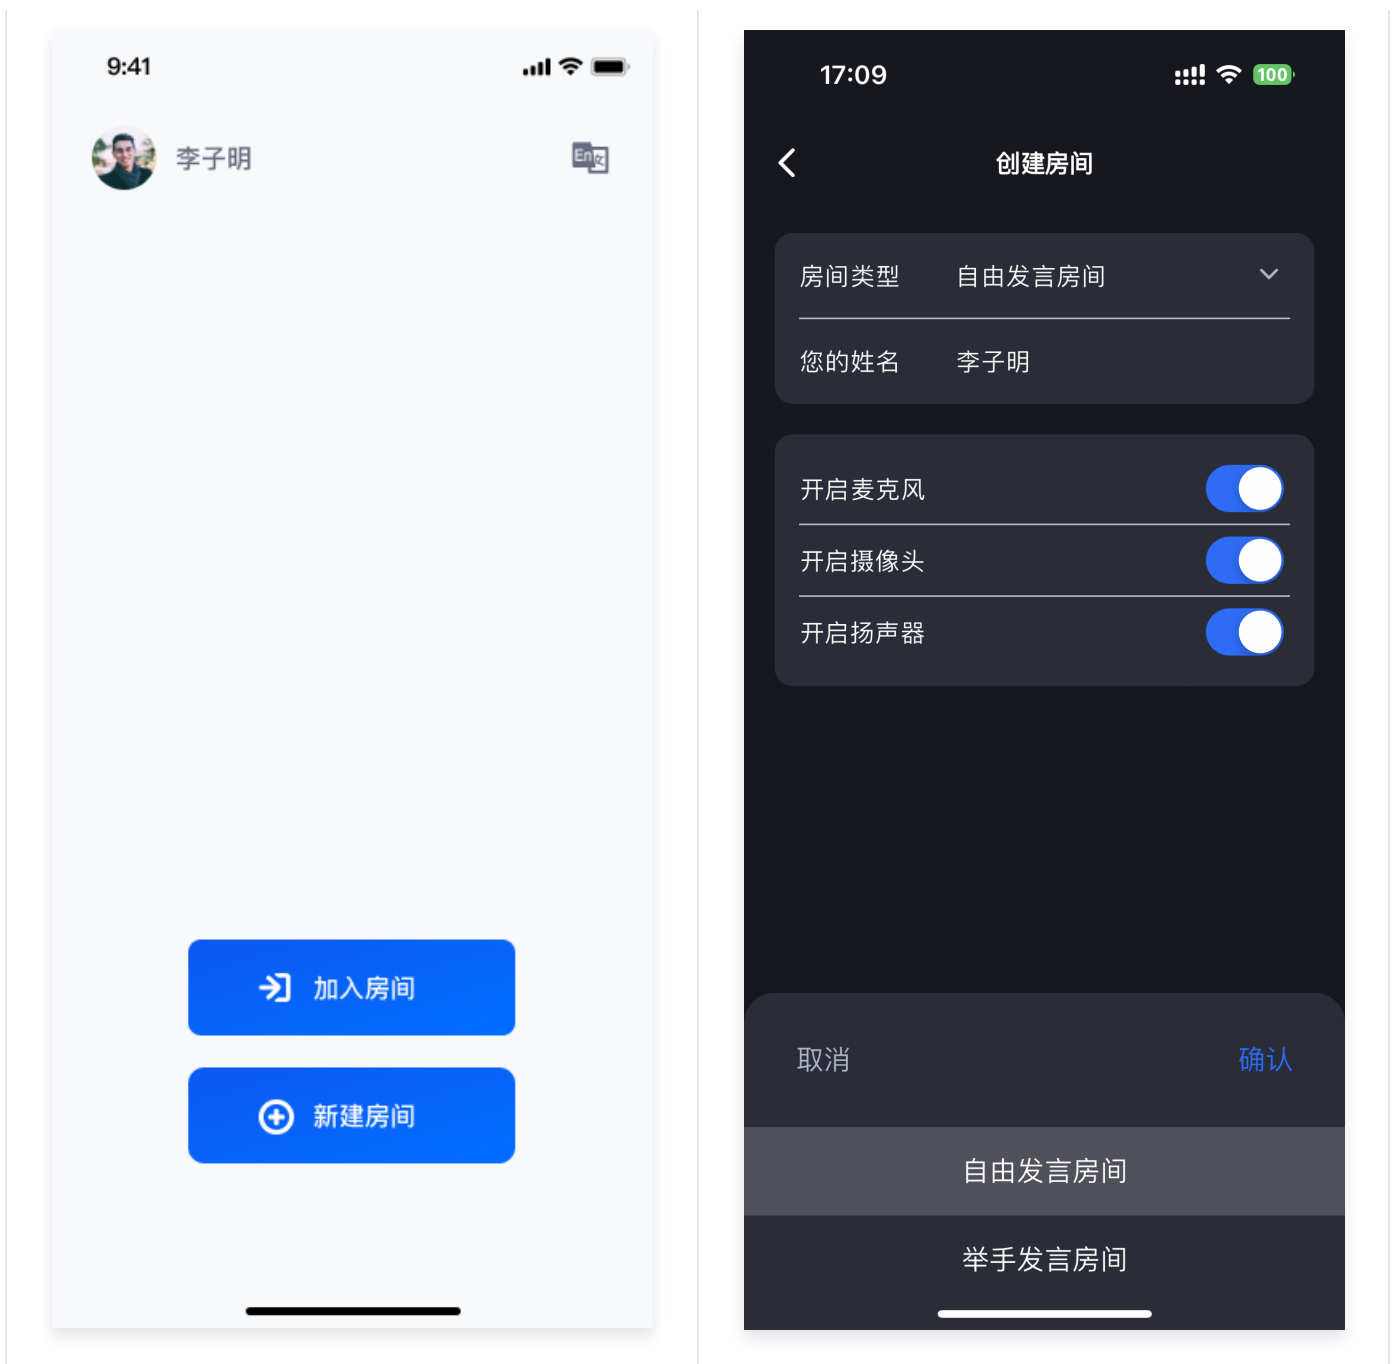 9:41
李子明
En文
加入房间
新建房间
17:09
100
创建房间
房间类型 自由发言房间
您的姓名 李子明
开启麦克风
开启摄像头
开启扬声器
取消 确认
自由发言房间
举手发言房间